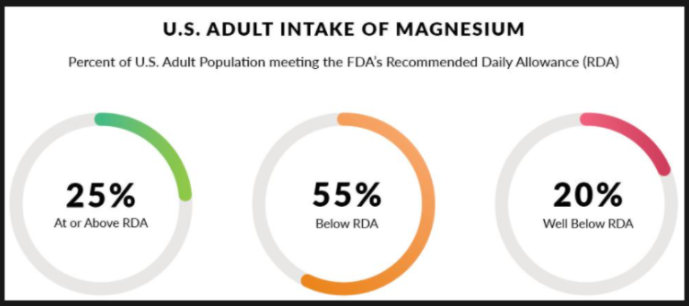 U.S. ADULT INTAKE OF MAGNESIUM
Percent of U.S. Adult Population meeting the FDA's Recommended Daily Allowance (RDA)
25%
At or Above RDA
55%
Below RDA
20%
Well Below RDA